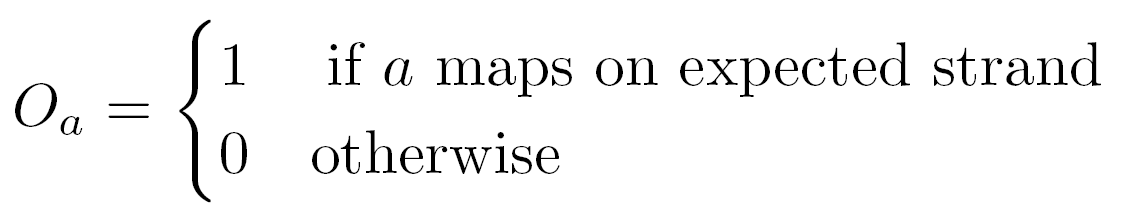 O_a = { 1 if a maps on expected strand
0 otherwise